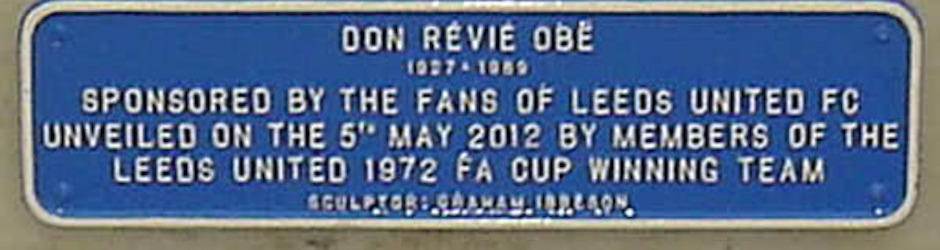 DON REVIE OBE
1927 - 1989
SPONSORED BY THE FANS OF LEEDS UNITED FC
UNVEILED ON THE 5TH MAY 2012 BY MEMBERS OF THE
LEEDS UNITED 1972 FA CUP WINNING TEAM
SCULPTOR: GRAHAM IBBESON